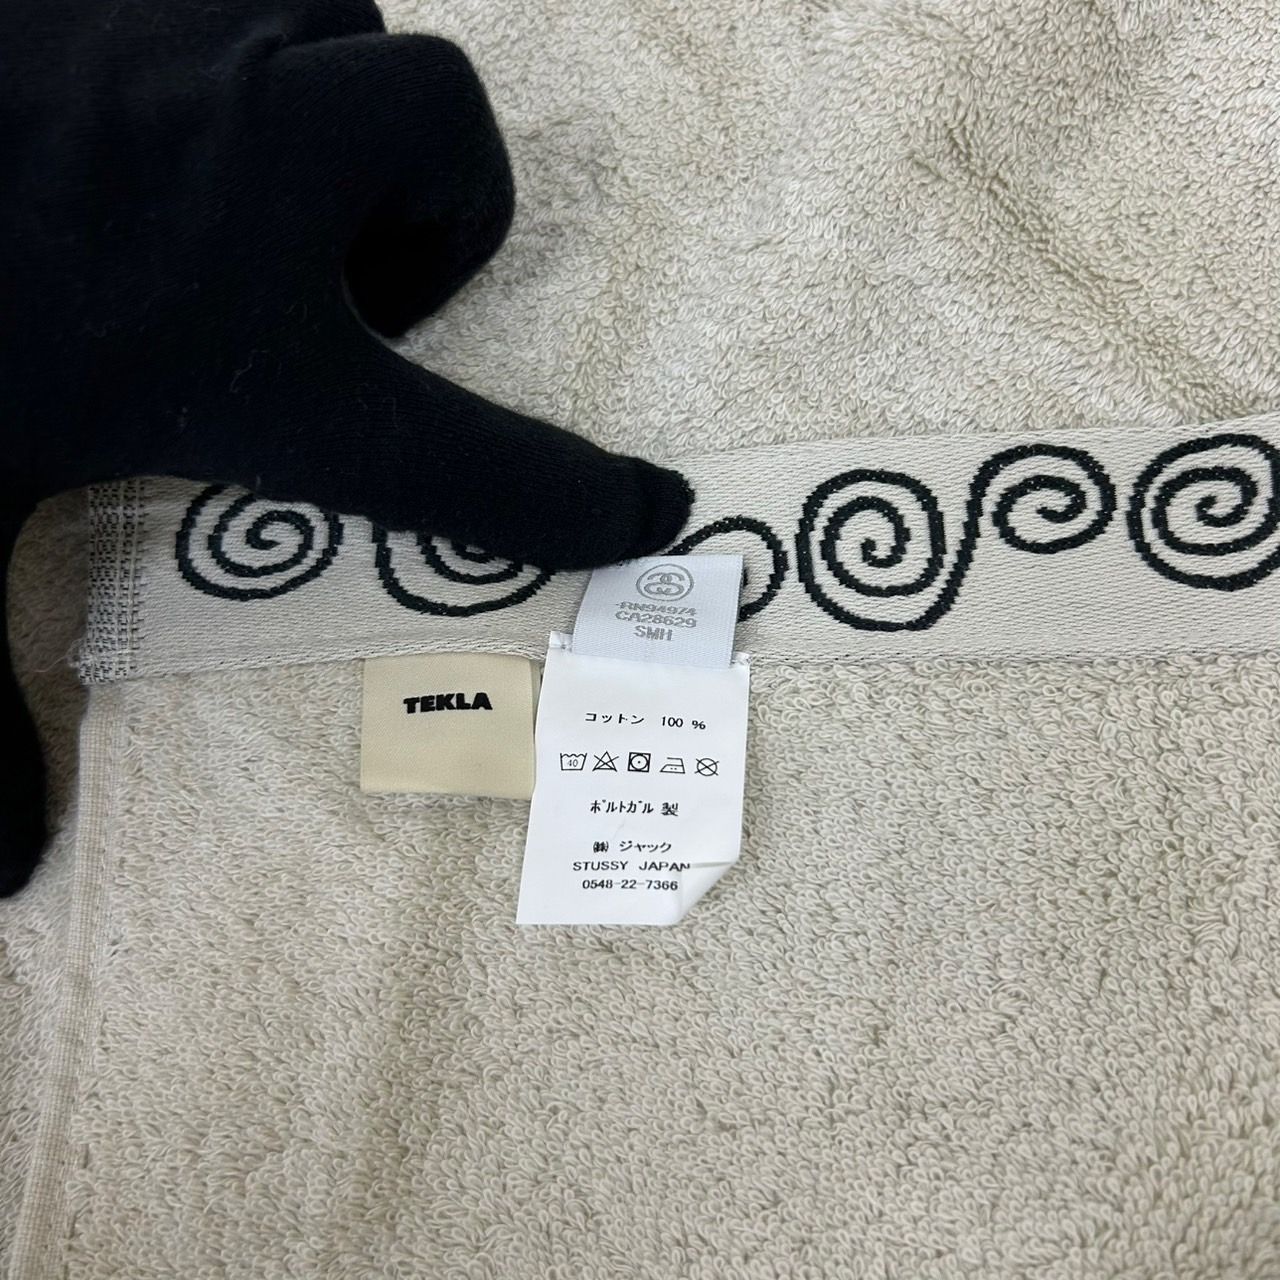 RN94974
CA28629
SMH
TEKLA
コットン 100 %
40
ポルトガル 製
㈱ ジャック
STUSSY JAPAN
0548-22-7366